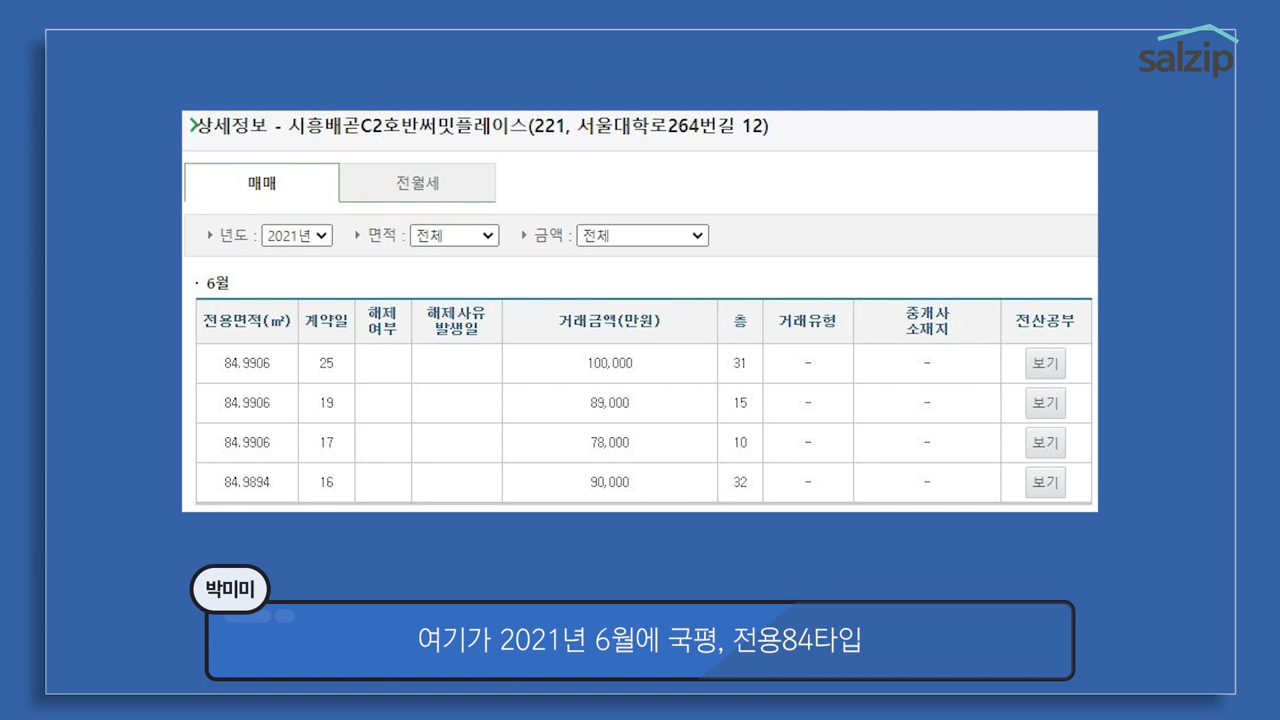 salzip
상세정보 - 시흥배곧C2호반써밋플레이스(221, 서울대학로264번길 12)
매매 전월세
년도 : 2021년 면적 : 전체 금액 : 전체
· 6월
전용면적(㎡) 계약일 해제여부 해제사유발생일 거래금액(만원) 층 거래유형 중개사소재지 전산공부
84.9906 25 100,000 31 - - 보기
84.9906 19 89,000 15 - - 보기
84.9906 17 78,000 10 - - 보기
84.9894 16 90,000 32 - - 보기
박미미
여기가 2021년 6월에 국평, 전용84타입